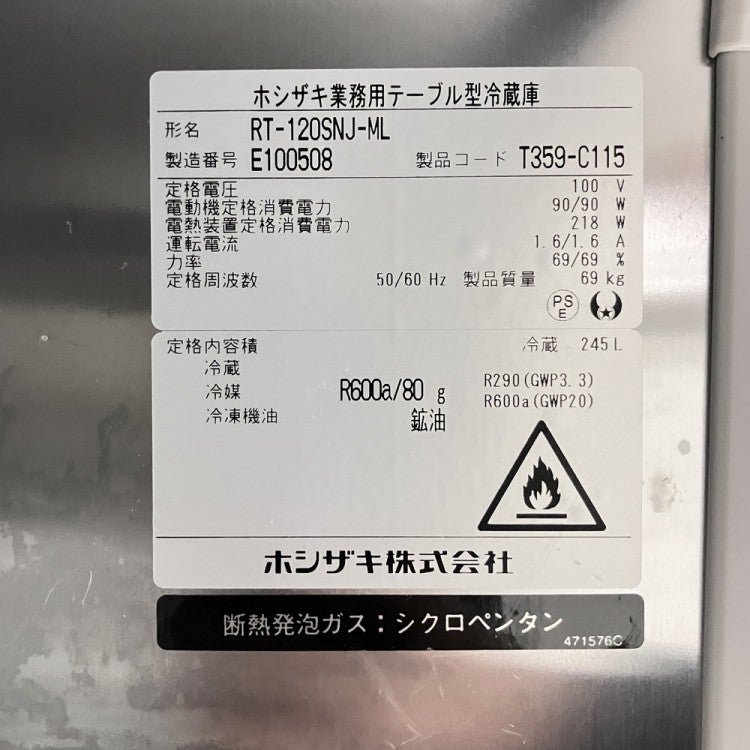 ホシザキ業務用テーブル型冷蔵庫
形名 RT-120SNJ-ML
製造番号 E100508 製品コード T359-C115
定格電圧 100 V
電動機定格消費電力 90/90 W
電熱装置定格消費電力 218 W
運転電流 1.6/1.6 A
力率 69/69 %
定格周波数 50/60 Hz 製品質量 69 kg
PS
E
定格内容積 冷蔵 245 L
冷蔵
冷媒 R600a/80 g R290(GWP3.3)
R600a(GWP20)
冷凍機油 鉱油
ホシザキ株式会社
断熱発泡ガス：シクロペンタン
471576C